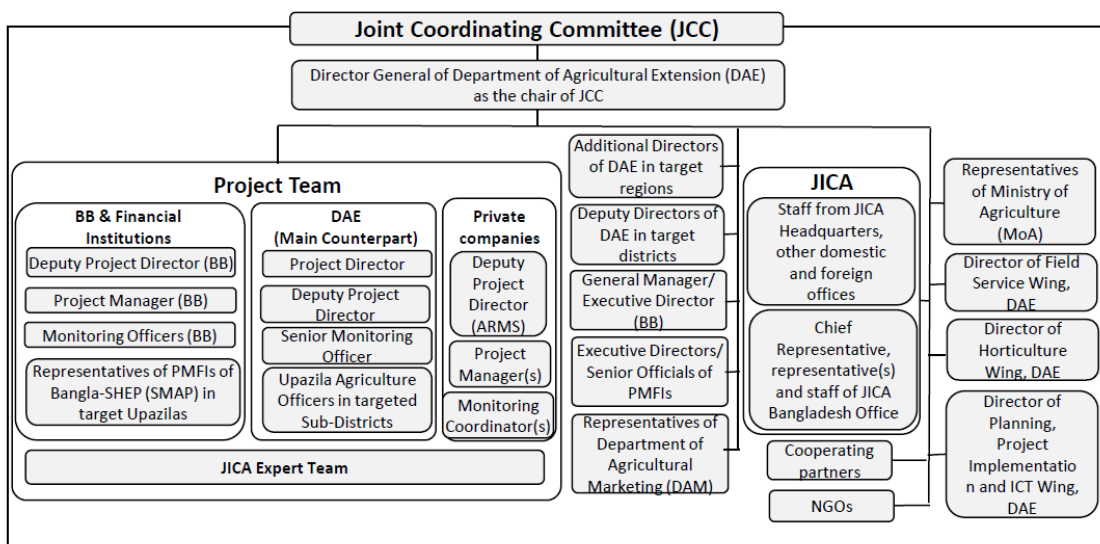 Joint Coordinating Committee (JCC)
Director General of Department of Agricultural Extension (DAE)
as the chair of JCC
Project Team
BB & Financial
Institutions
Deputy Project Director (BB)
Project Manager (BB)
Monitoring Officers (BB)
Representatives of PMFIs of
Bangla-SHEP (SMAP) in
target Upazilas
DAE
(Main Counterpart)
Project Director
Deputy Project
Director
Senior Monitoring
Officer
Upazila Agriculture
Officers in targeted
Sub-Districts
Private
companies
Deputy
Project
Director
(ARMS)
Project
Manager(s)
Monitoring
Coordinator(s)
JICA Expert Team
Additional Directors
of DAE in target
regions
Deputy Directors of
DAE in target
districts
General Manager/
Executive Director
(BB)
Executive Directors/
Senior Officials of
PMFIs
Representatives of
Department of
Agricultural
Marketing (DAM)
JICA
Staff from JICA
Headquarters,
other domestic
and foreign
offices
Chief
Representative,
representative(s)
and staff of JICA
Bangladesh Office
Cooperating
partners
NGOs
Representatives
of Ministry of
Agriculture
(MoA)
Director of Field
Service Wing,
DAE
Director of
Horticulture
Wing, DAE
Director of
Planning,
Project
Implementatio
n and ICT Wing,
DAE